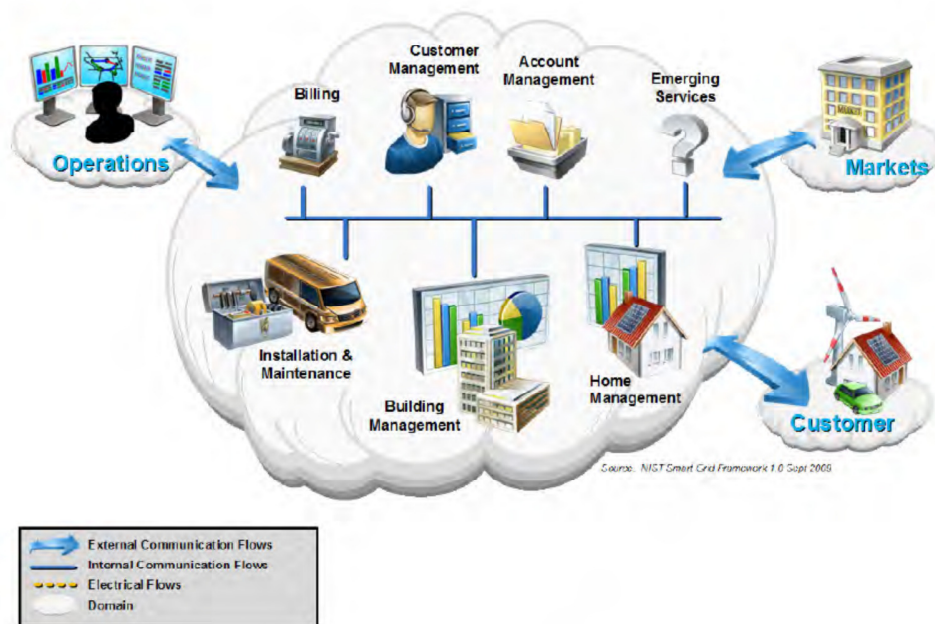 Customer
Management
Account
Management
Emerging
Services
Billing
MARKET
Operations
Markets
Installation &
Maintenance
Building
Management
Home
Management
Customer
Source: NIST Smart Grid Framework 1.0 Sept 2009
External Communication Flows
Internal Communication Flows
Electrical Flows
Domain